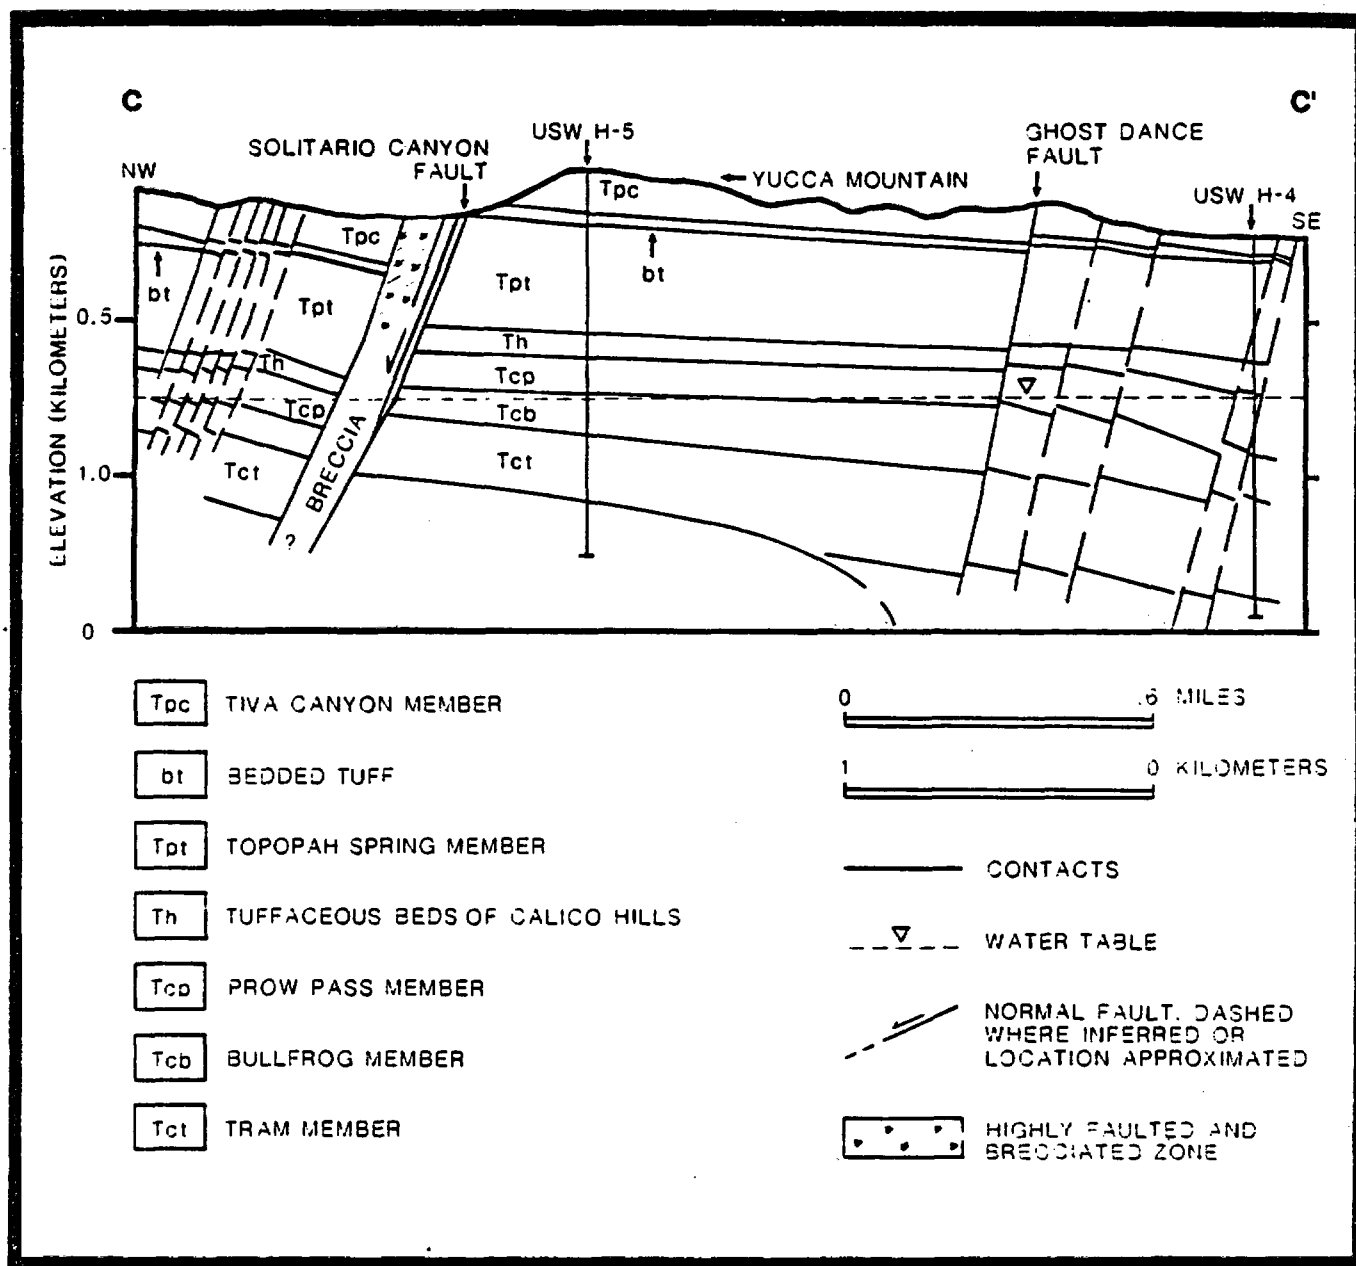 C
C'
SOLITARIO CANYON
FAULT
USW H-5
GHOST DANCE
FAULT
NW
YUCCA MOUNTAIN
USW H-4
SE
Tpc
Tpc
bt
bt
Tpt
Tpt
Th
Th
Tcp
Tcp
Tcb
Tct
Tct
BRECCIA
?
ELEVATION (KILOMETERS)
0.5
1.0
0
Tpc TIVA CANYON MEMBER
bt BEDDED TUFF
Tpt TOPOPAH SPRING MEMBER
Th TUFFACEOUS BEDS OF CALICO HILLS
Tcp PROW PASS MEMBER
Tcb BULLFROG MEMBER
Tct TRAM MEMBER
0 .6 MILES
1 0 KILOMETERS
CONTACTS
WATER TABLE
NORMAL FAULT. DASHED
WHERE INFERRED OR
LOCATION APPROXIMATED
HIGHLY FAULTED AND
BRECCIATED ZONE